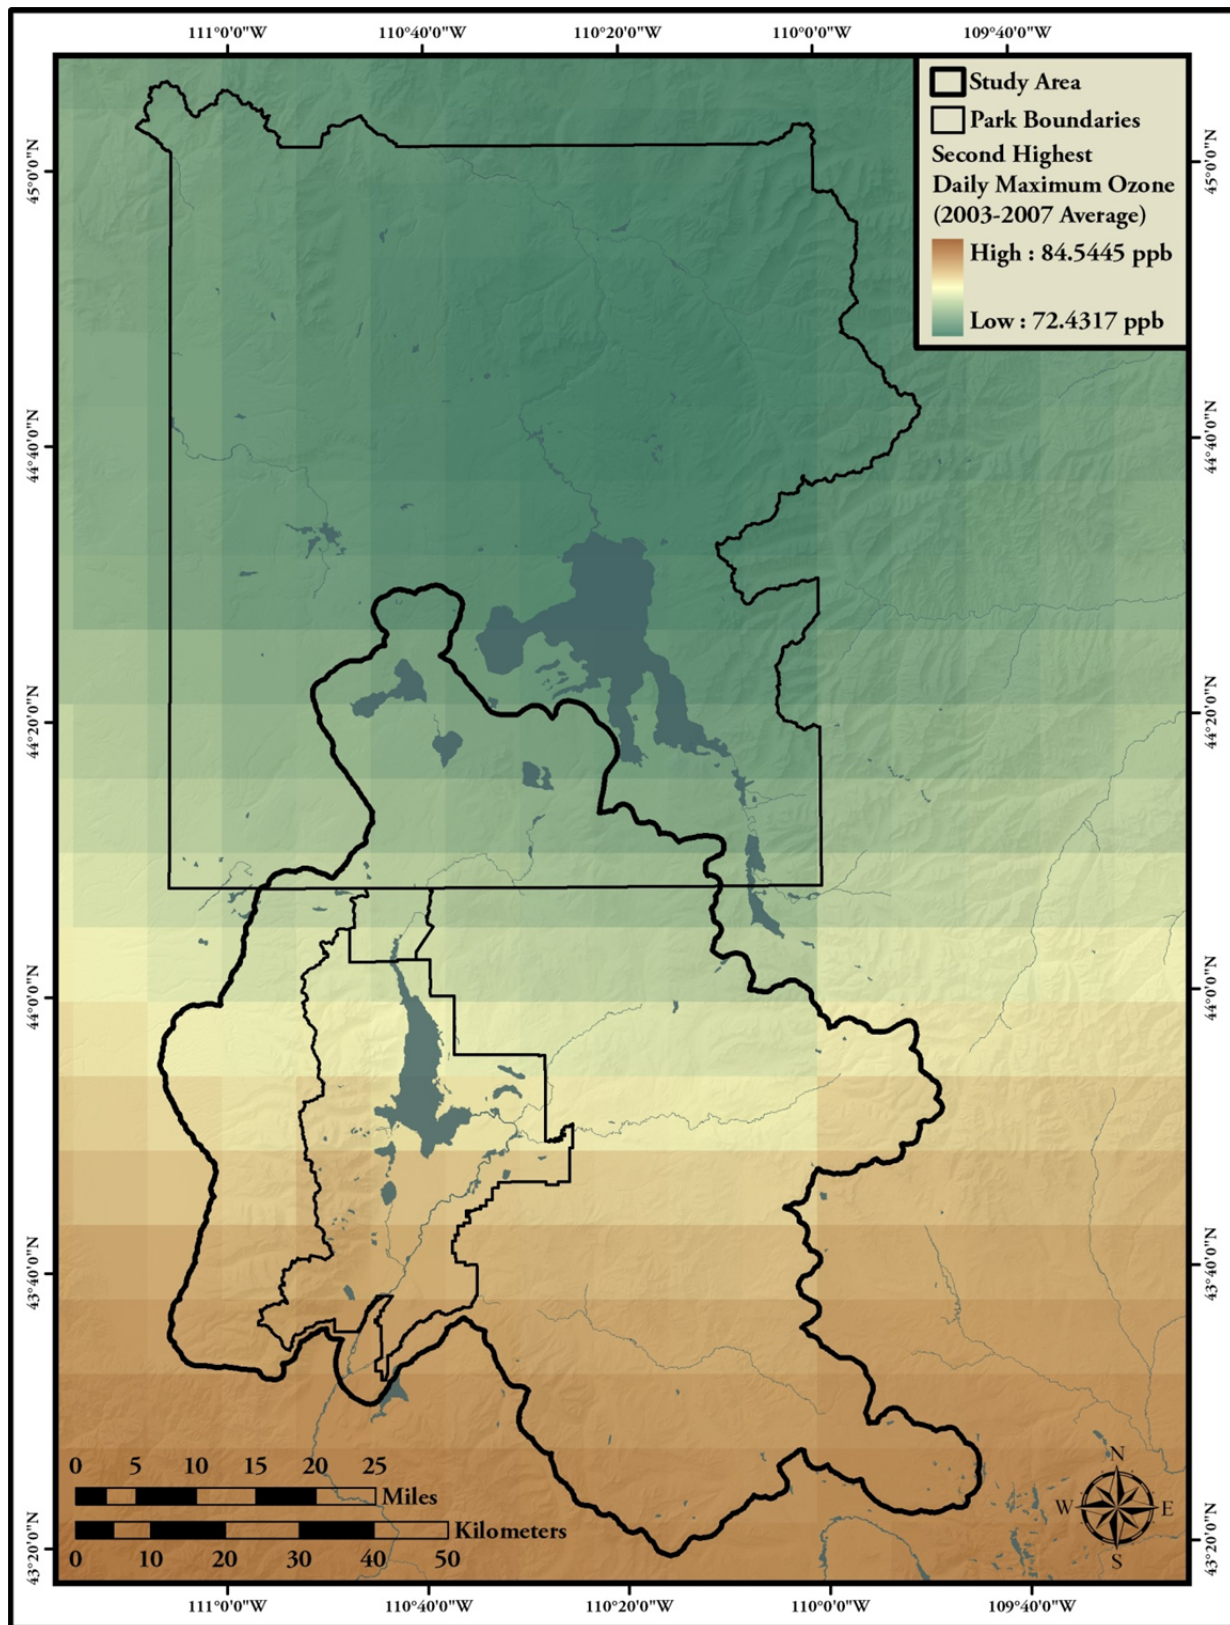 111°0'0"W 110°40'0"W 110°20'0"W 110°0'0"W 109°40'0"W
Study Area
Park Boundaries
Second Highest
Daily Maximum Ozone
(2003-2007 Average)
High : 84.5445 ppb
Low : 72.4317 ppb
45°0'0"N 45°0'0"N
44°40'0"N 44°40'0"N
44°20'0"N 44°20'0"N
44°0'0"N 44°0'0"N
43°40'0"N 43°40'0"N
43°20'0"N 43°20'0"N
0 5 10 15 20 25
Miles
Kilometers
0 10 20 30 40 50
N
W E
S
111°0'0"W 110°40'0"W 110°20'0"W 110°0'0"W 109°40'0"W